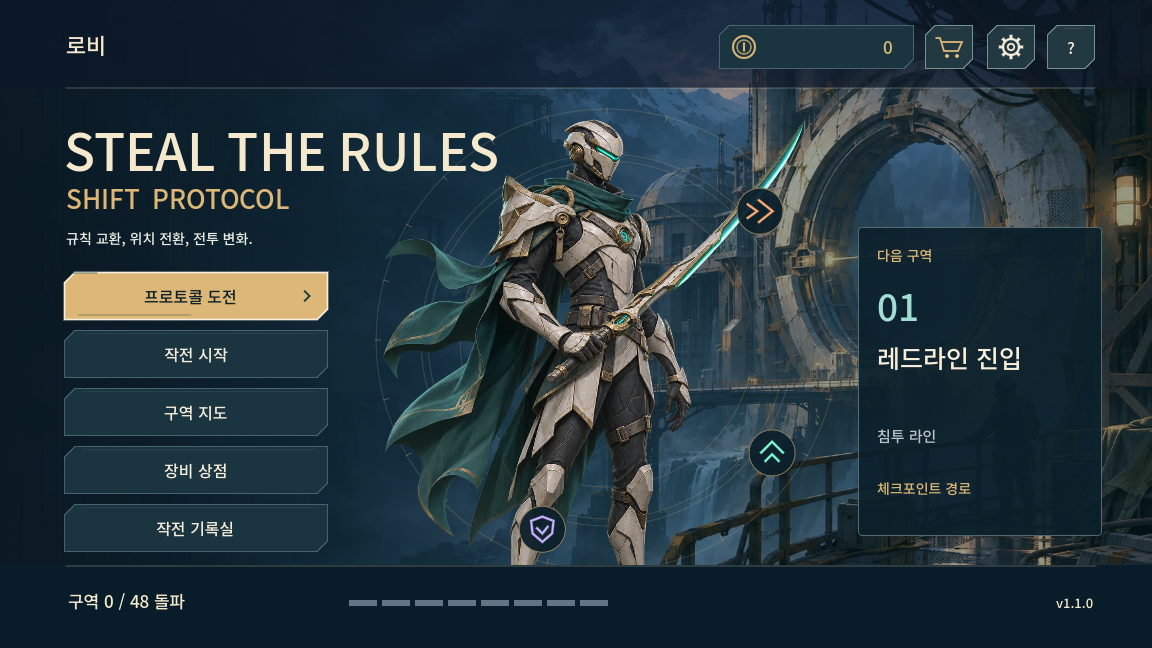 로비
0
?
STEAL THE RULES
SHIFT PROTOCOL
규칙 교환, 위치 전환, 전투 변화.
프로토콜 도전
작전 시작
구역 지도
장비 상점
작전 기록실
다음 구역
01
레드라인 진입
침투 라인
체크포인트 경로
구역 0 / 48 돌파
v1.1.0